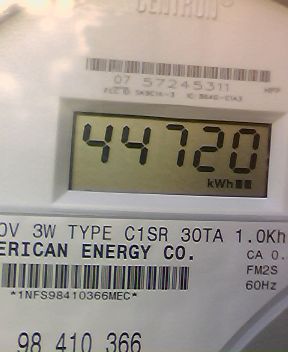 CENTRON®
07 57245311
44720
kWh
0V 3W TYPE C1SR 30TA 1.0Kh
ERICAN ENERGY CO.
CA 0.
FM2S
*1NFS98410366MEC*
60Hz
98 410 366